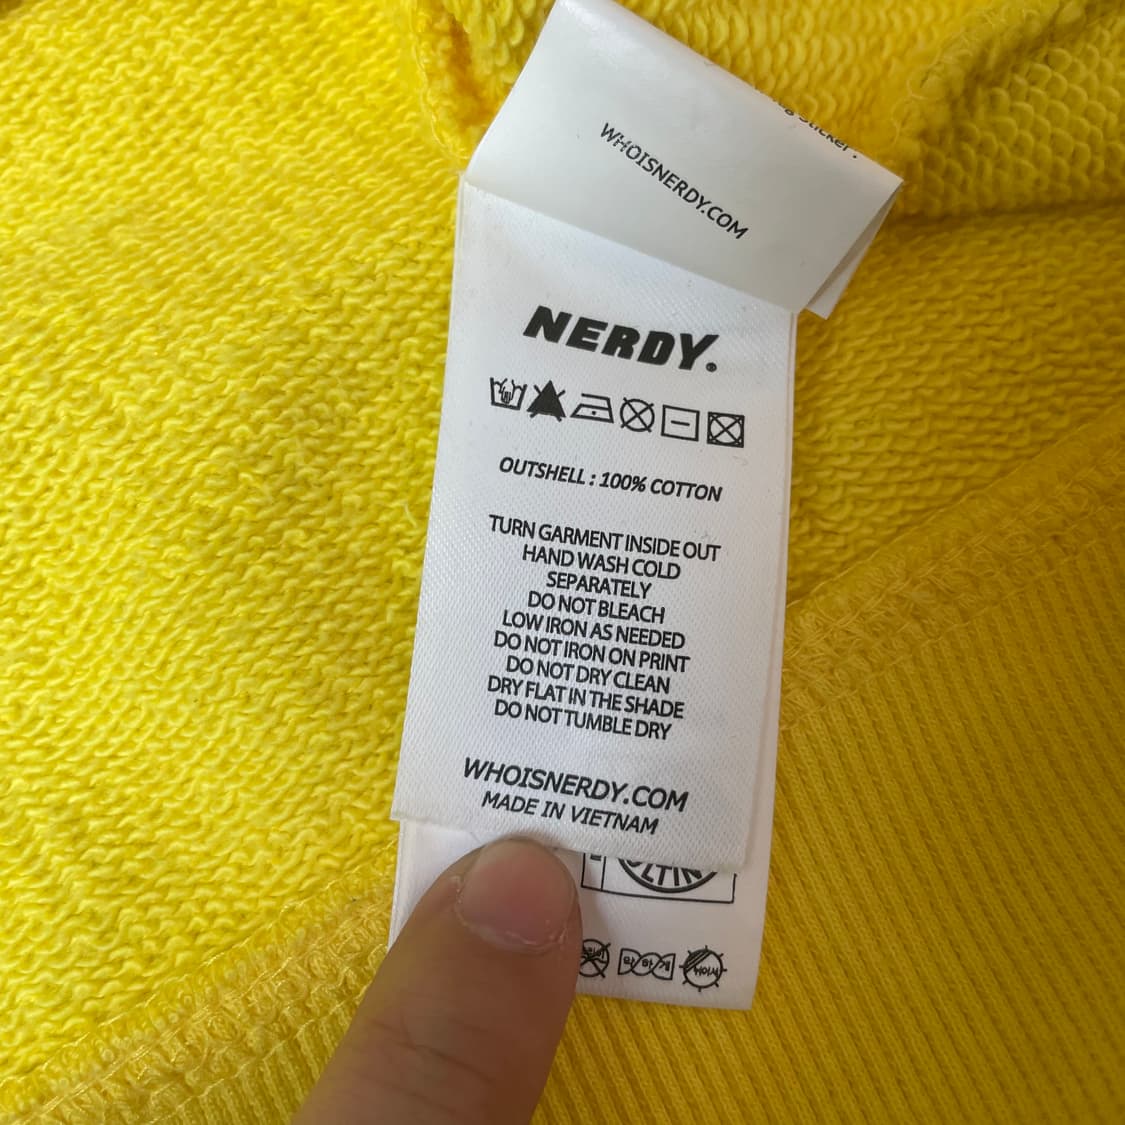 Sticker.
WHOISNERDY.COM
NERDY.
OUTSHELL : 100% COTTON
TURN GARMENT INSIDE OUT
HAND WASH COLD
SEPARATELY
DO NOT BLEACH
LOW IRON AS NEEDED
DO NOT IRON ON PRINT
DO NOT DRY CLEAN
DRY FLAT IN THE SHADE
DO NOT TUMBLE DRY
WHOISNERDY.COM
MADE IN VIETNAM